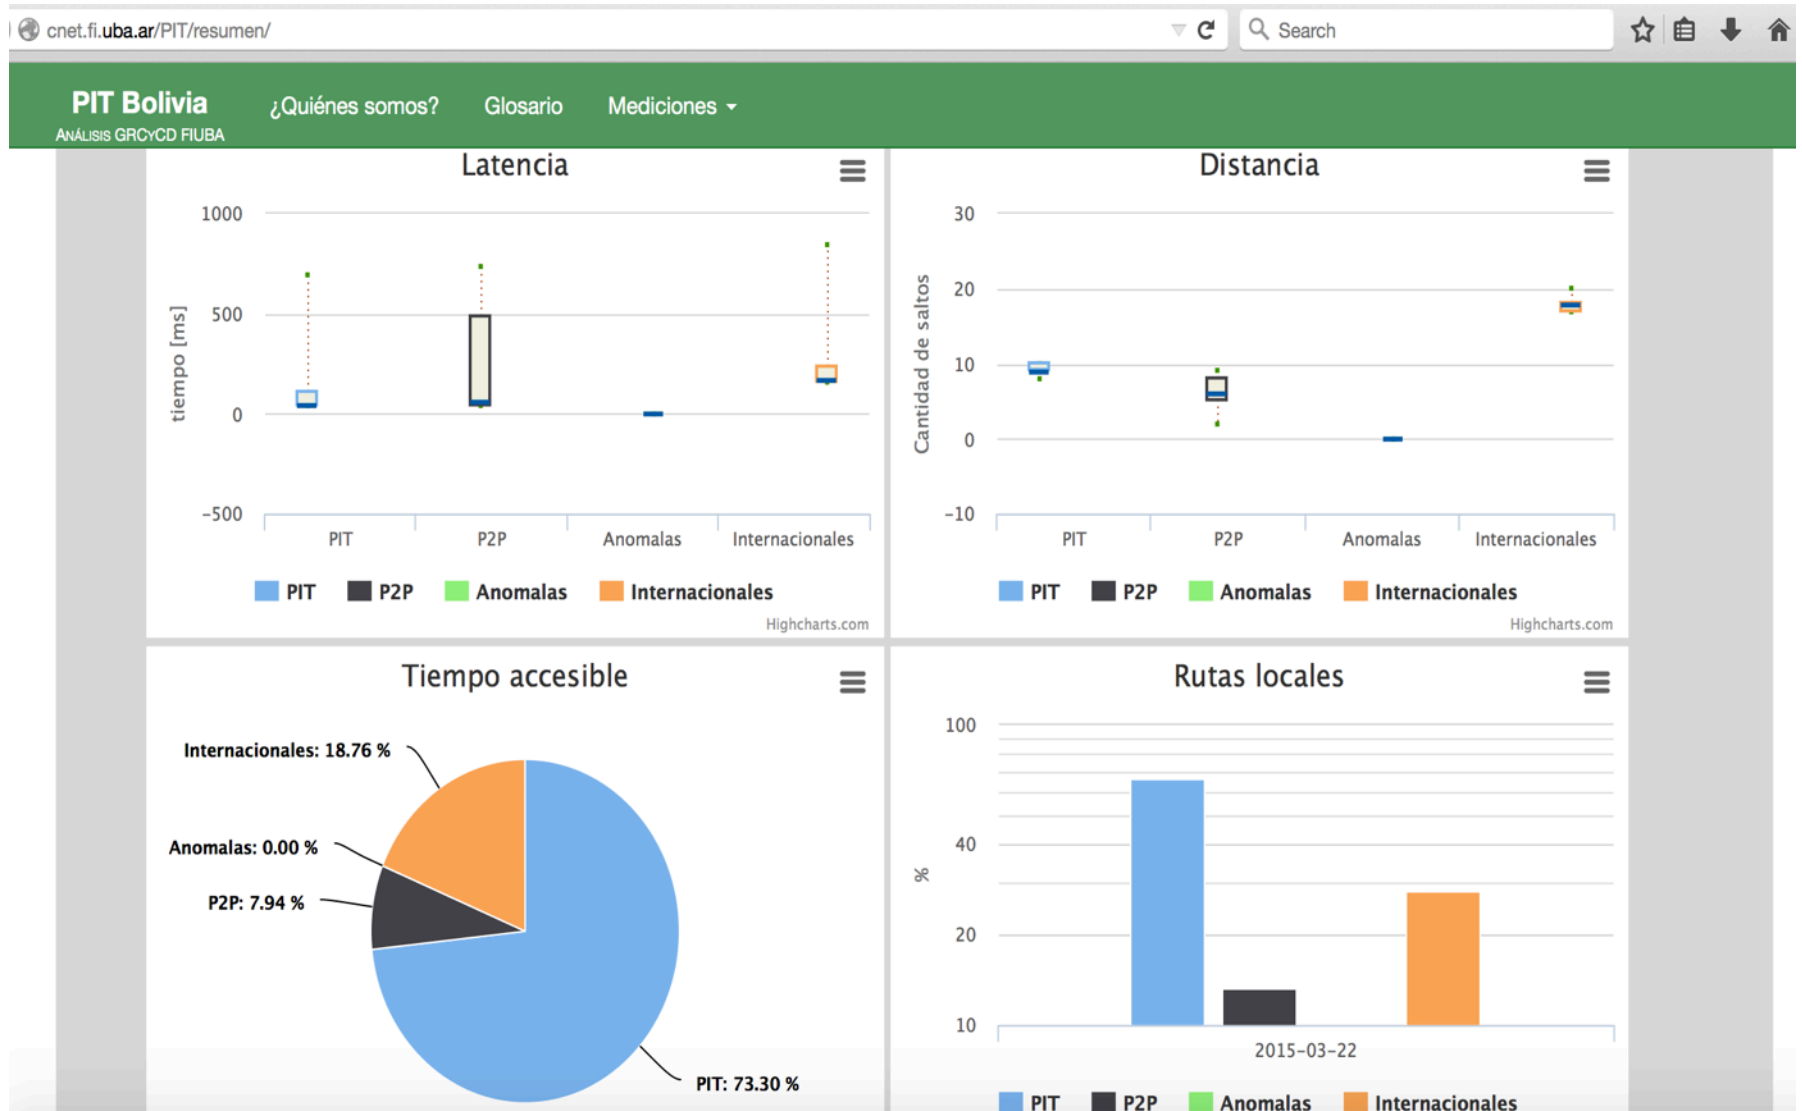 cnet.fi.uba.ar/PIT/resumen/
Search
PIT Bolivia
ANÁLISIS GRCYCD FIUBA
¿Quiénes somos?
Glosario
Mediciones
Latencia
1000
500
0
-500
tiempo [ms]
PIT
P2P
Anomalas
Internacionales
PIT
P2P
Anomalas
Internacionales
Highcharts.com
Distancia
30
20
10
0
-10
Cantidad de saltos
PIT
P2P
Anomalas
Internacionales
PIT
P2P
Anomalas
Internacionales
Highcharts.com
Tiempo accesible
Internacionales: 18.76 %
Anomalas: 0.00 %
P2P: 7.94 %
PIT: 73.30 %
Rutas locales
100
40
20
10
%
2015-03-22
PIT
P2P
Anomalas
Internacionales